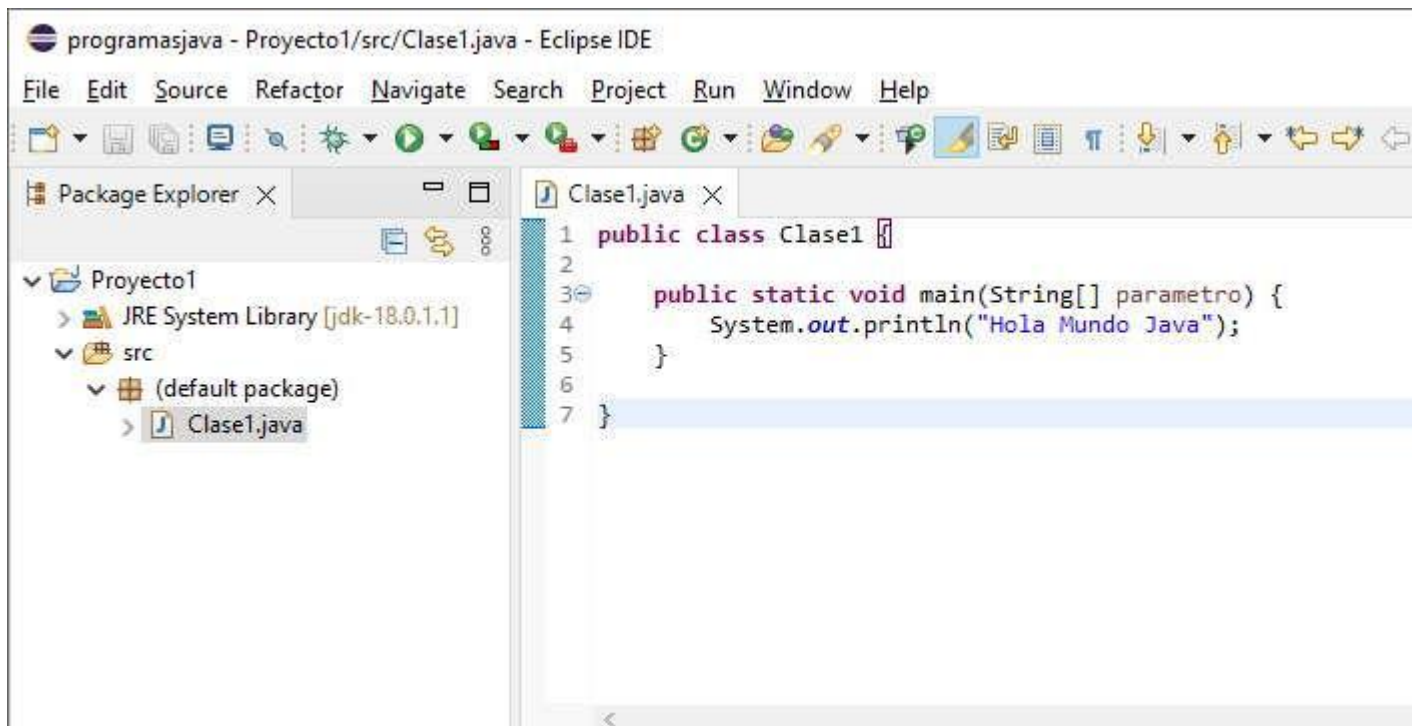 programasjava - Proyecto1/src/Clase1.java - Eclipse IDE
File Edit Source Refactor Navigate Search Project Run Window Help
Package Explorer
Proyecto1
JRE System Library [jdk-18.0.1.1]
src
(default package)
Clase1.java
Clase1.java
1 public class Clase1 {
2
3 public static void main(String[] parametro) {
4 System.out.println("Hola Mundo Java");
5 }
6
7 }